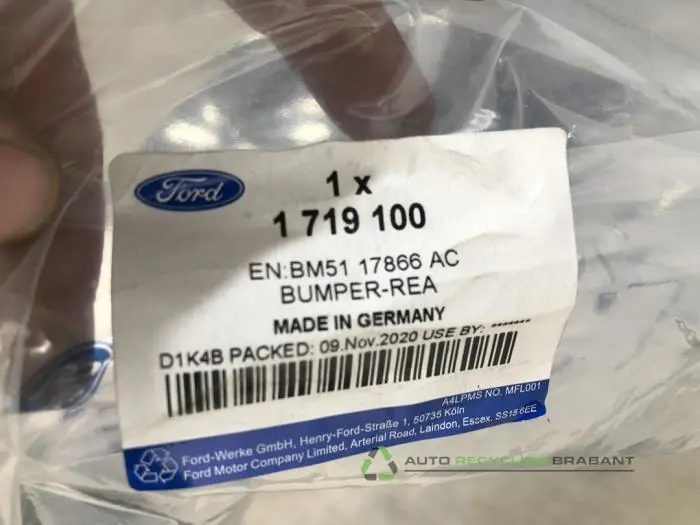 Ford
1 x
1 719 100
EN:BM51 17866 AC
BUMPER-REA
MADE IN GERMANY
D1K4B PACKED: 09.Nov.2020 USE BY: *******
A4LPMS NO. MFL001
Ford-Werke GmbH, Henry-Ford-Straße 1, 50735 Köln
Ford Motor Company Limited, Arterial Road, Laindon, Essex. SS15 6EE
AUTO RECYCLING BRABANT